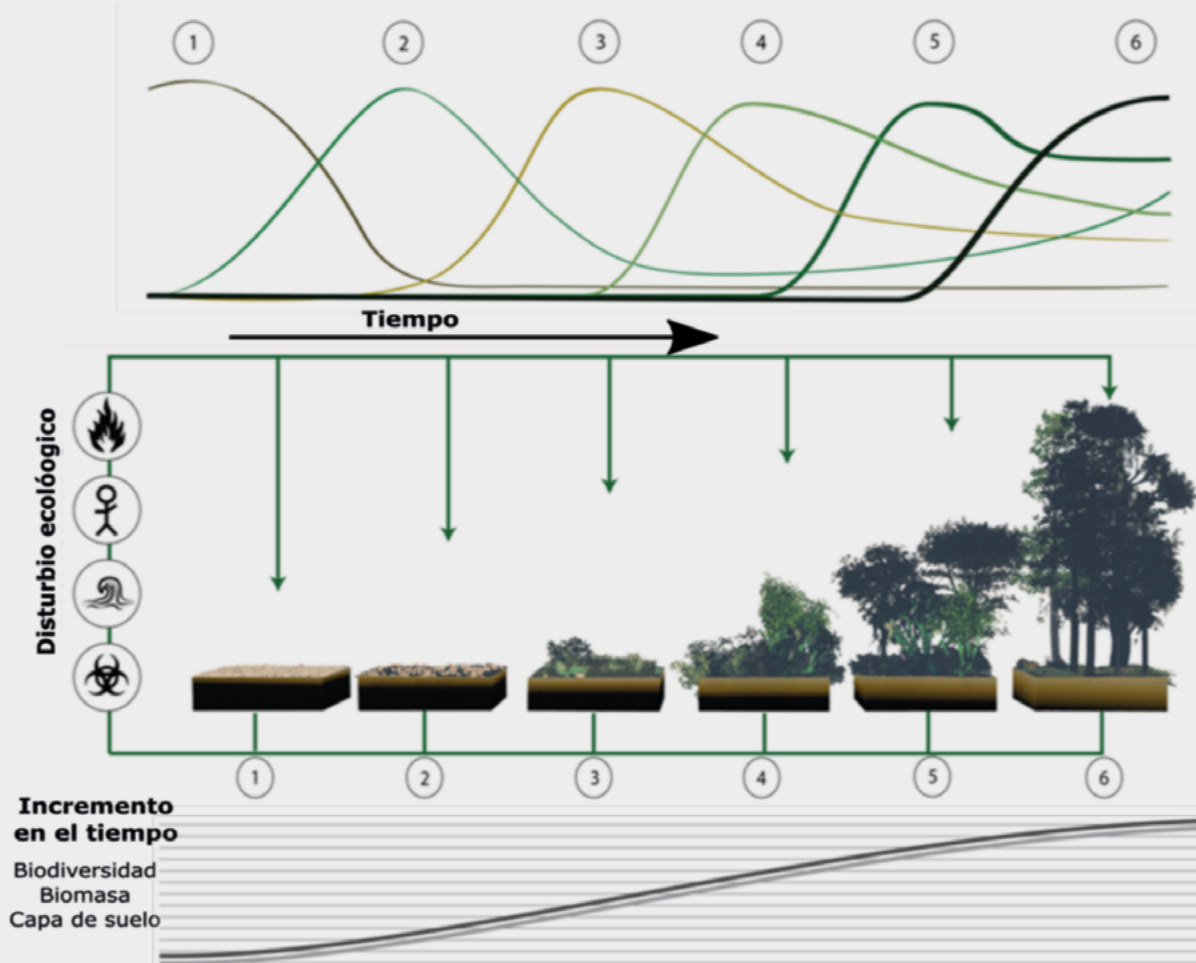 1 2 3 4 5 6
Tiempo
Disturbio ecolóogico
1 2 3 4 5 6
Incremento
en el tiempo
Biodiversidad
Biomasa
Capa de suelo